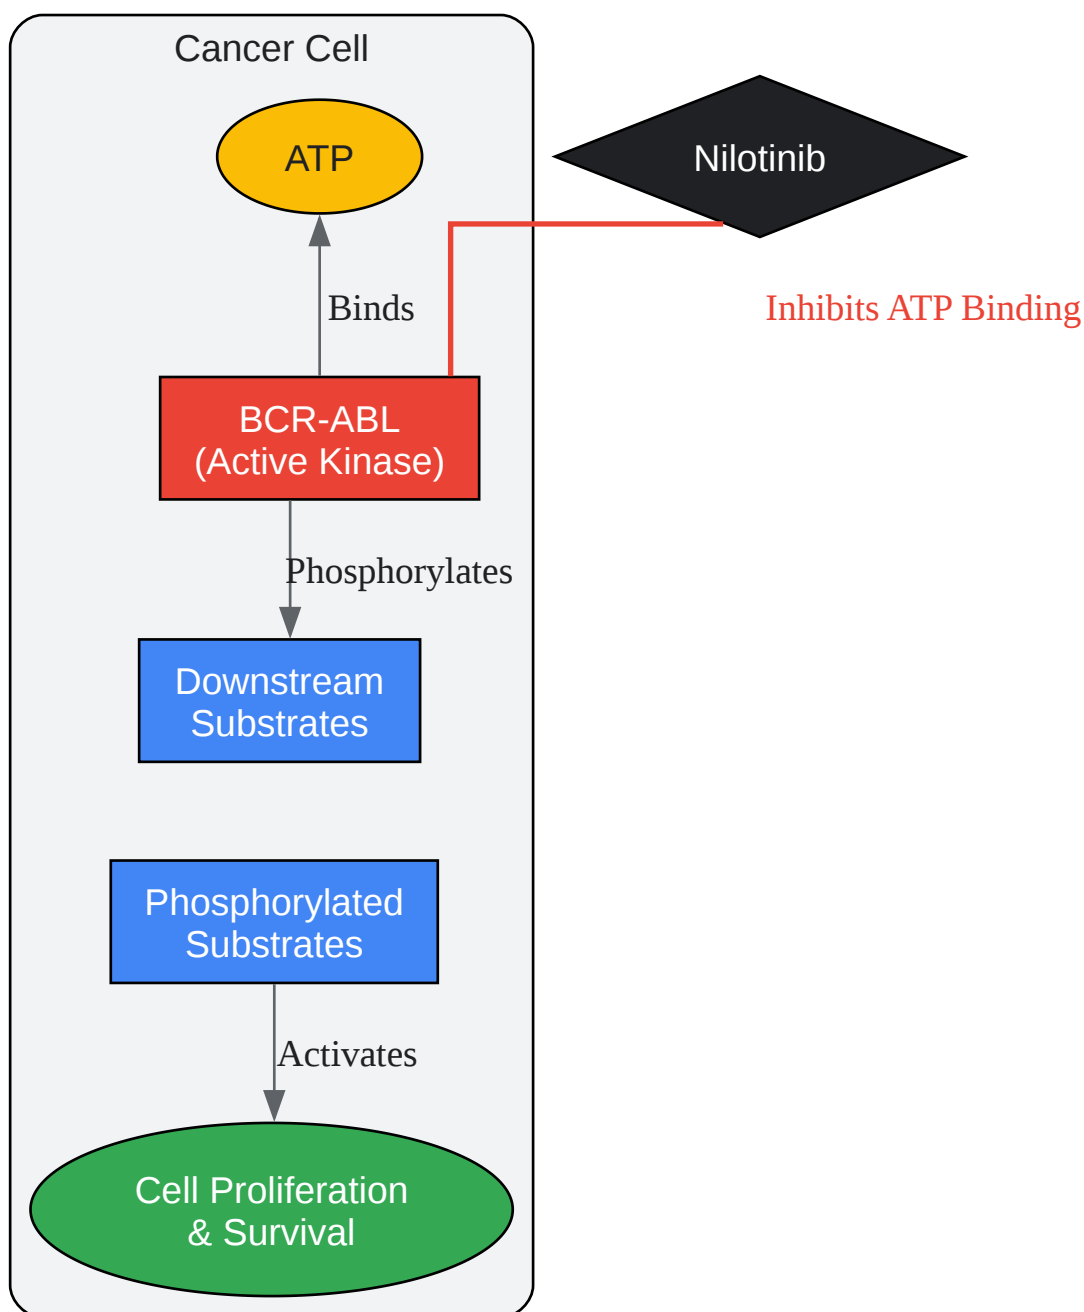 Cancer Cell
ATP
Nilotinib
Binds
Inhibits ATP Binding
BCR-ABL
(Active Kinase)
Phosphorylates
Downstream
Substrates
Phosphorylated
Substrates
Activates
Cell Proliferation
& Survival